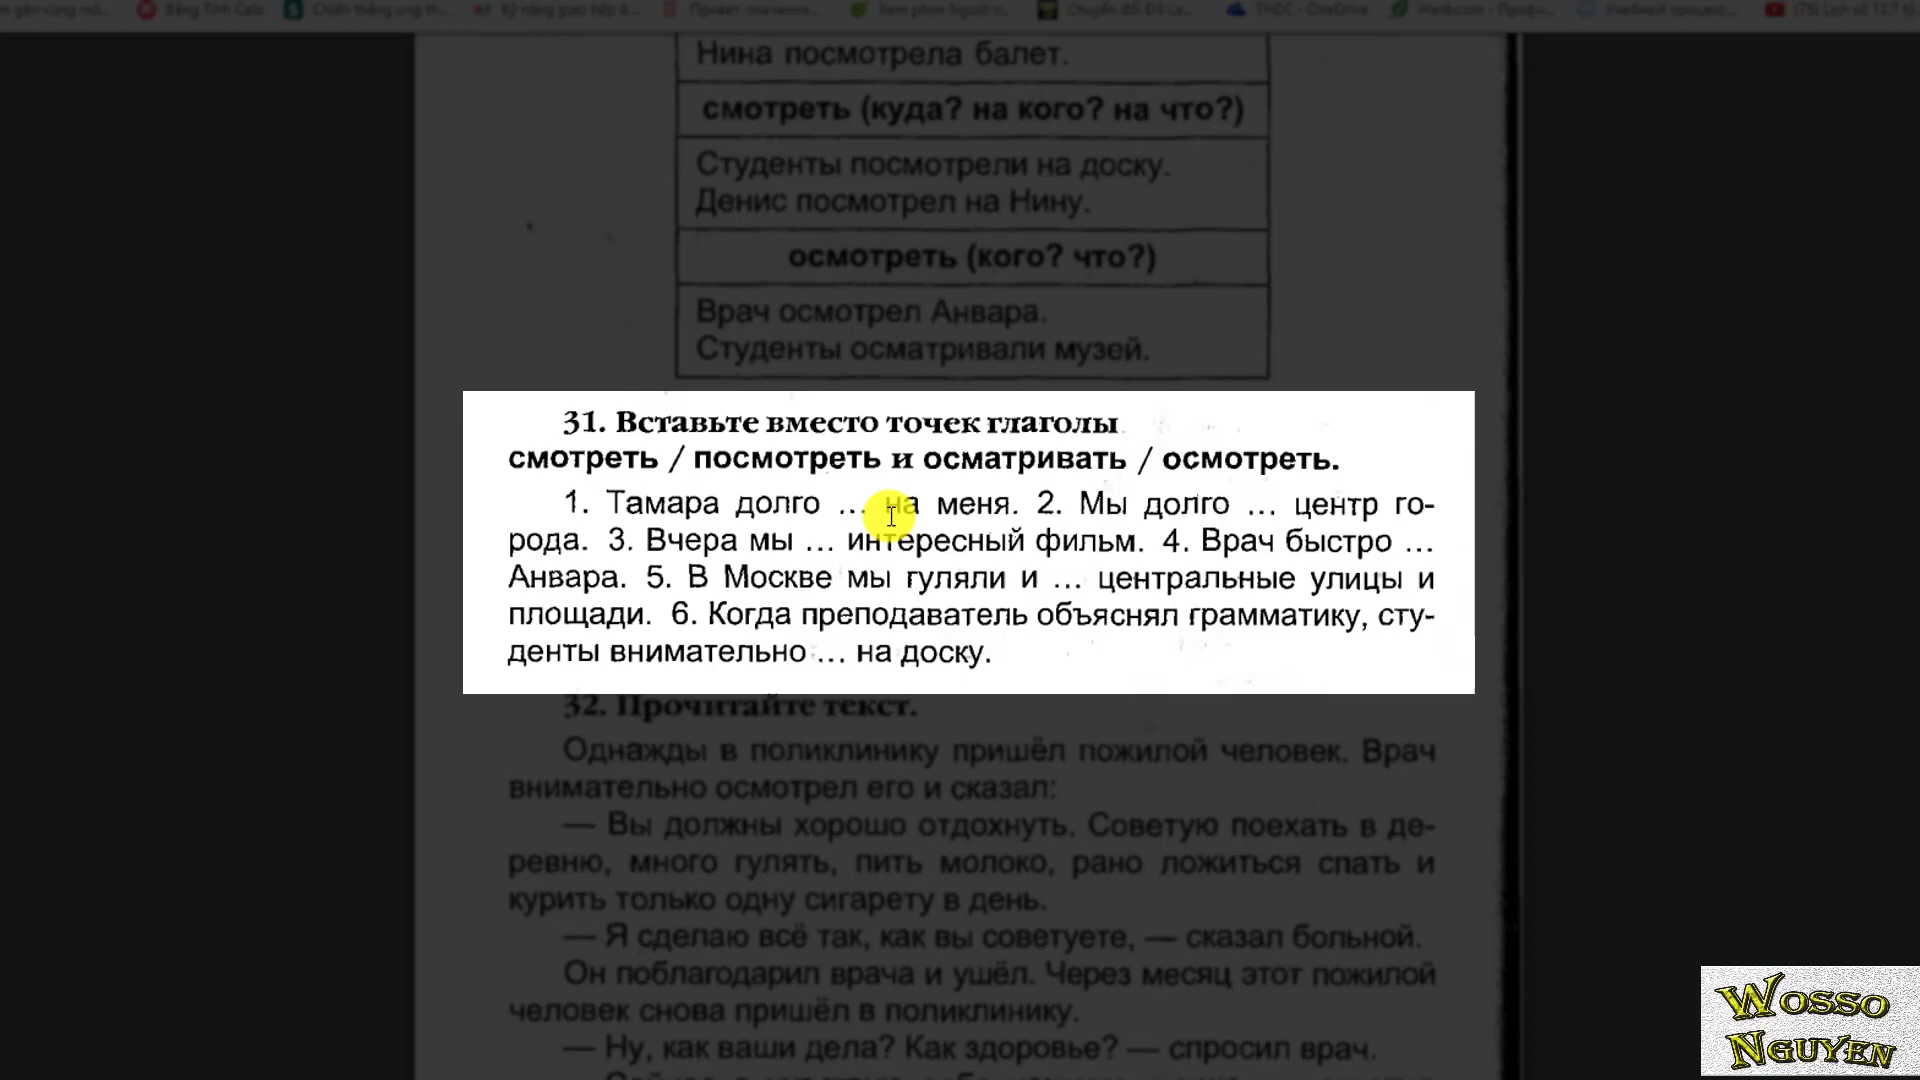 Нина посмотрела балет.
смотреть (куда? на кого? на что?)
Студенты посмотрели на доску.
Денис посмотрел на Нину.
осмотреть (кого? что?)
Врач осмотрел Анвара.
Студенты осматривали музей.
31. Вставьте вместо точек глаголы
смотреть / посмотреть и осматривать / осмотреть.
1. Тамара долго ... на меня. 2. Мы долго ... центр го-
рода. 3. Вчера мы ... интересный фильм. 4. Врач быстро ...
Анвара. 5. В Москве мы гуляли и ... центральные улицы и
площади. 6. Когда преподаватель объяснял грамматику, сту-
денты внимательно ... на доску.
32. Прочитайте текст.
Однажды в поликлинику пришёл пожилой человек. Врач
внимательно осмотрел его и сказал:
— Вы должны хорошо отдохнуть. Советую поехать в де-
ревню, много гулять, пить молоко, рано ложиться спать и
курить только одну сигарету в день.
— Я сделаю всё так, как вы советуете, — сказал больной.
Он поблагодарил врача и ушёл. Через месяц этот пожилой
человек снова пришёл в поликлинику.
— Ну, как ваши дела? Как здоровье? — спросил врач.
Wosso
Nguyen